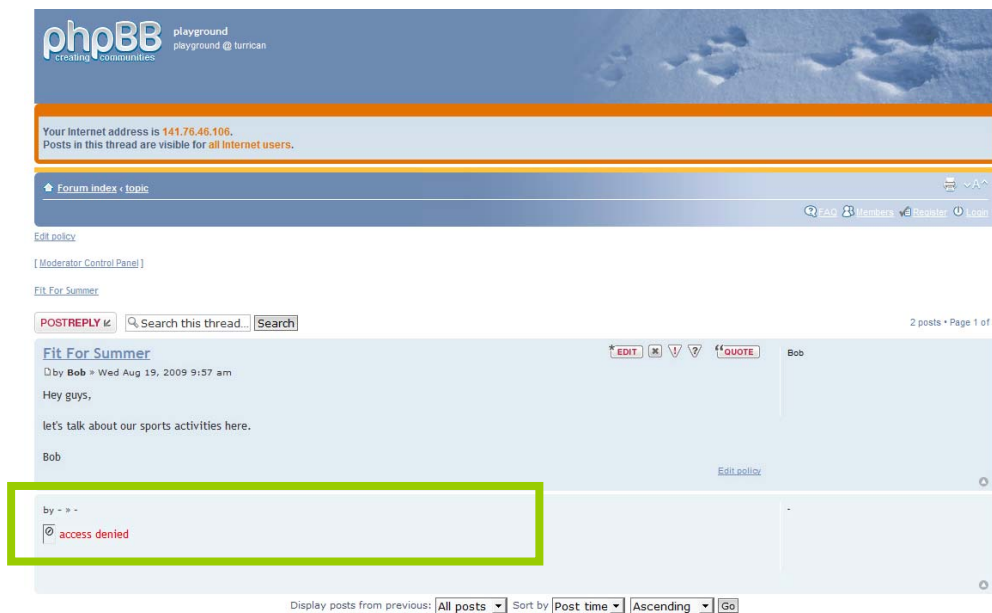 phpBB
creating communities
playground
playground @ turrican
Your Internet address is 141.76.46.106.
Posts in this thread are visible for all Internet users.
Forum index ‹ topic
FAQ Members Register Login
Edit policy
[ Moderator Control Panel ]
Fit For Summer
POSTREPLY Search this thread... Search
2 posts • Page 1 of
Fit For Summer
EDIT QUOTE
Bob
by Bob » Wed Aug 19, 2009 9:57 am
Hey guys,
let's talk about our sports activities here.
Bob
Edit policy
by - » -
-
access denied
Display posts from previous: All posts Sort by Post time Ascending Go